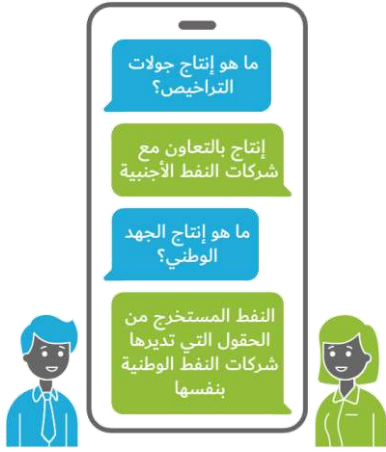 ما هو إنتاج جولات
التراخيص؟
إنتاج بالتعاون مع
شركات النفط الأجنبية
ما هو إنتاج الجهد
الوطني؟
النفط المستخرج من
الحقول التي تديرها
شركات النفط الوطنية
بنفسها